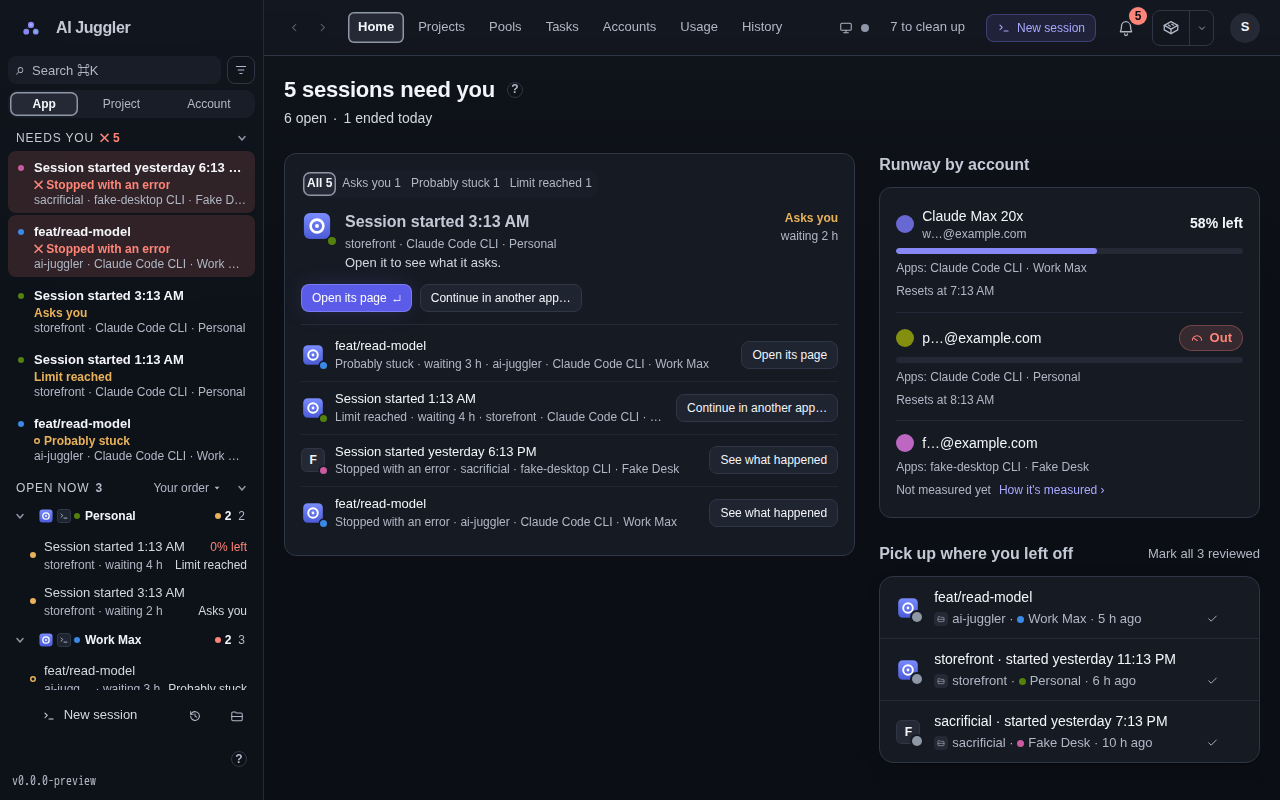 AI Juggler
Search ⌘K
App
Project
Account
NEEDS YOU 5
Session started yesterday 6:13 …
Stopped with an error
sacrificial · fake-desktop CLI · Fake D…
feat/read-model
Stopped with an error
ai-juggler · Claude Code CLI · Work …
Session started 3:13 AM
Asks you
storefront · Claude Code CLI · Personal
Session started 1:13 AM
Limit reached
storefront · Claude Code CLI · Personal
feat/read-model
Probably stuck
ai-juggler · Claude Code CLI · Work …
OPEN NOW 3
Your order
Personal 2 2
Session started 1:13 AM 0% left
storefront · waiting 4 h Limit reached
Session started 3:13 AM
storefront · waiting 2 h Asks you
Work Max 2 3
feat/read-model
ai-jugg… · waiting 3 h Probably stuck
New session
?
v0.0.0-preview
Home
Projects
Pools
Tasks
Accounts
Usage
History
7 to clean up
New session
5
S
5 sessions need you ?
6 open · 1 ended today
All 5 Asks you 1 Probably stuck 1 Limit reached 1
Session started 3:13 AM
storefront · Claude Code CLI · Personal
Open it to see what it asks.
Asks you
waiting 2 h
Open its page
Continue in another app…
feat/read-model
Probably stuck · waiting 3 h · ai-juggler · Claude Code CLI · Work Max
Open its page
Session started 1:13 AM
Limit reached · waiting 4 h · storefront · Claude Code CLI · …
Continue in another app…
F
Session started yesterday 6:13 PM
Stopped with an error · sacrificial · fake-desktop CLI · Fake Desk
See what happened
feat/read-model
Stopped with an error · ai-juggler · Claude Code CLI · Work Max
See what happened
Runway by account
Claude Max 20x
w…@example.com
58% left
Apps: Claude Code CLI · Work Max
Resets at 7:13 AM
p…@example.com
Out
Apps: Claude Code CLI · Personal
Resets at 8:13 AM
f…@example.com
Apps: fake-desktop CLI · Fake Desk
Not measured yet How it's measured ›
Pick up where you left off
Mark all 3 reviewed
feat/read-model
ai-juggler · Work Max · 5 h ago
storefront · started yesterday 11:13 PM
storefront · Personal · 6 h ago
F
sacrificial · started yesterday 7:13 PM
sacrificial · Fake Desk · 10 h ago